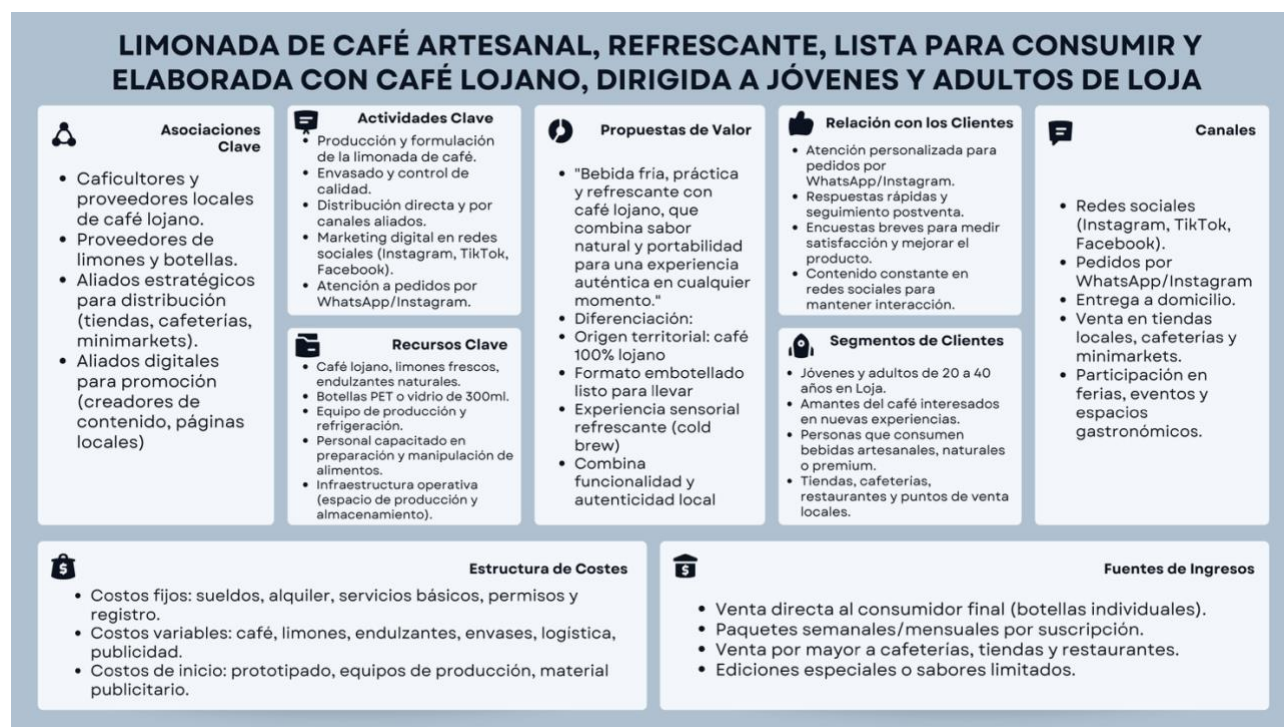 LIMONADA DE CAFÉ ARTESANAL, REFRESCANTE, LISTA PARA CONSUMIR Y
ELABORADA CON CAFÉ LOJANO, DIRIGIDA A JÓVENES Y ADULTOS DE LOJA
Asociaciones
Clave
• Caficultores y
proveedores locales
de café lojano.
• Proveedores de
limones y botellas.
• Aliados estratégicos
para distribución
(tiendas, cafeterías,
minimarkets).
• Aliados digitales
para promoción
(creadores de
contenido, páginas
locales)
Actividades Clave
• Producción y formulación
de la limonada de café.
• Envasado y control de
calidad.
• Distribución directa y por
canales aliados.
• Marketing digital en redes
sociales (Instagram, TikTok,
Facebook).
• Atención a pedidos por
WhatsApp/Instagram.
Recursos Clave
• Café lojano, limones frescos,
endulzantes naturales.
• Botellas PET o vidrio de 300ml.
• Equipo de producción y
refrigeración.
• Personal capacitado en
preparación y manipulación de
alimentos.
• Infraestructura operativa
(espacio de producción y
almacenamiento).
Propuestas de Valor
• "Bebida fría, práctica
y refrescante con
café lojano, que
combina sabor
natural y portabilidad
para una experiencia
auténtica en cualquier
momento."
• Diferenciación:
• Origen territorial: café
100% lojano
• Formato embotellado
listo para llevar
• Experiencia sensorial
refrescante (cold
brew)
• Combina
funcionalidad y
autenticidad local
Relación con los Clientes
• Atención personalizada para
pedidos por
WhatsApp/Instagram.
• Respuestas rápidas y
seguimiento postventa.
• Encuestas breves para medir
satisfacción y mejorar el
producto.
• Contenido constante en
redes sociales para
mantener interacción.
Segmentos de Clientes
• Jóvenes y adultos de 20 a 40
años en Loja.
• Amantes del café interesados
en nuevas experiencias.
• Personas que consumen
bebidas artesanales, naturales
o premium.
• Tiendas, cafeterías,
restaurantes y puntos de venta
locales.
Canales
• Redes sociales
(Instagram, TikTok,
Facebook).
• Pedidos por
WhatsApp/Instagram
• Entrega a domicilio.
• Venta en tiendas
locales, cafeterías y
minimarkets.
• Participación en
ferias, eventos y
espacios
gastronómicos.
Estructura de Costes
• Costos fijos: sueldos, alquiler, servicios básicos, permisos y
registro.
• Costos variables: café, limones, endulzantes, envases, logística,
publicidad.
• Costos de inicio: prototipado, equipos de producción, material
publicitario.
Fuentes de Ingresos
• Venta directa al consumidor final (botellas individuales).
• Paquetes semanales/mensuales por suscripción.
• Venta por mayor a cafeterías, tiendas y restaurantes.
• Ediciones especiales o sabores limitados.